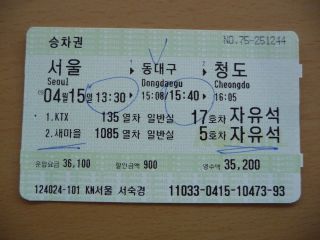 승차권
NO.75-251244
서울 동대구 청도
Seoul Dongdaegu Cheongdo
04월 15일 13:30 15:08/15:40 16:05
1.KTX 135 열차 일반실 17호차 자유석
2.새마을 1085 열차 일반실 5호차 자유석
운임요금 36,100 할인금액 900 영수액 35,200
124024-101 KN서울 서숙경 11033-0415-10473-93